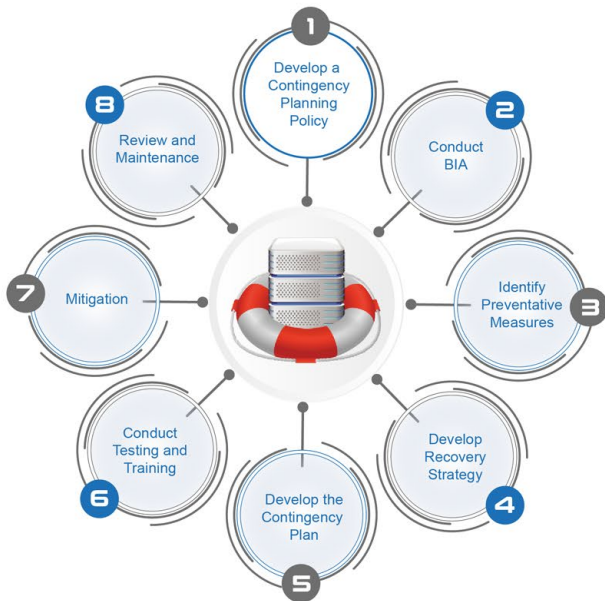 1
Develop a
Contingency
Planning
Policy
2
Conduct
BIA
3
Identify
Preventative
Measures
4
Develop
Recovery
Strategy
5
Develop the
Contingency
Plan
6
Conduct
Testing and
Training
7
Mitigation
8
Review and
Maintenance